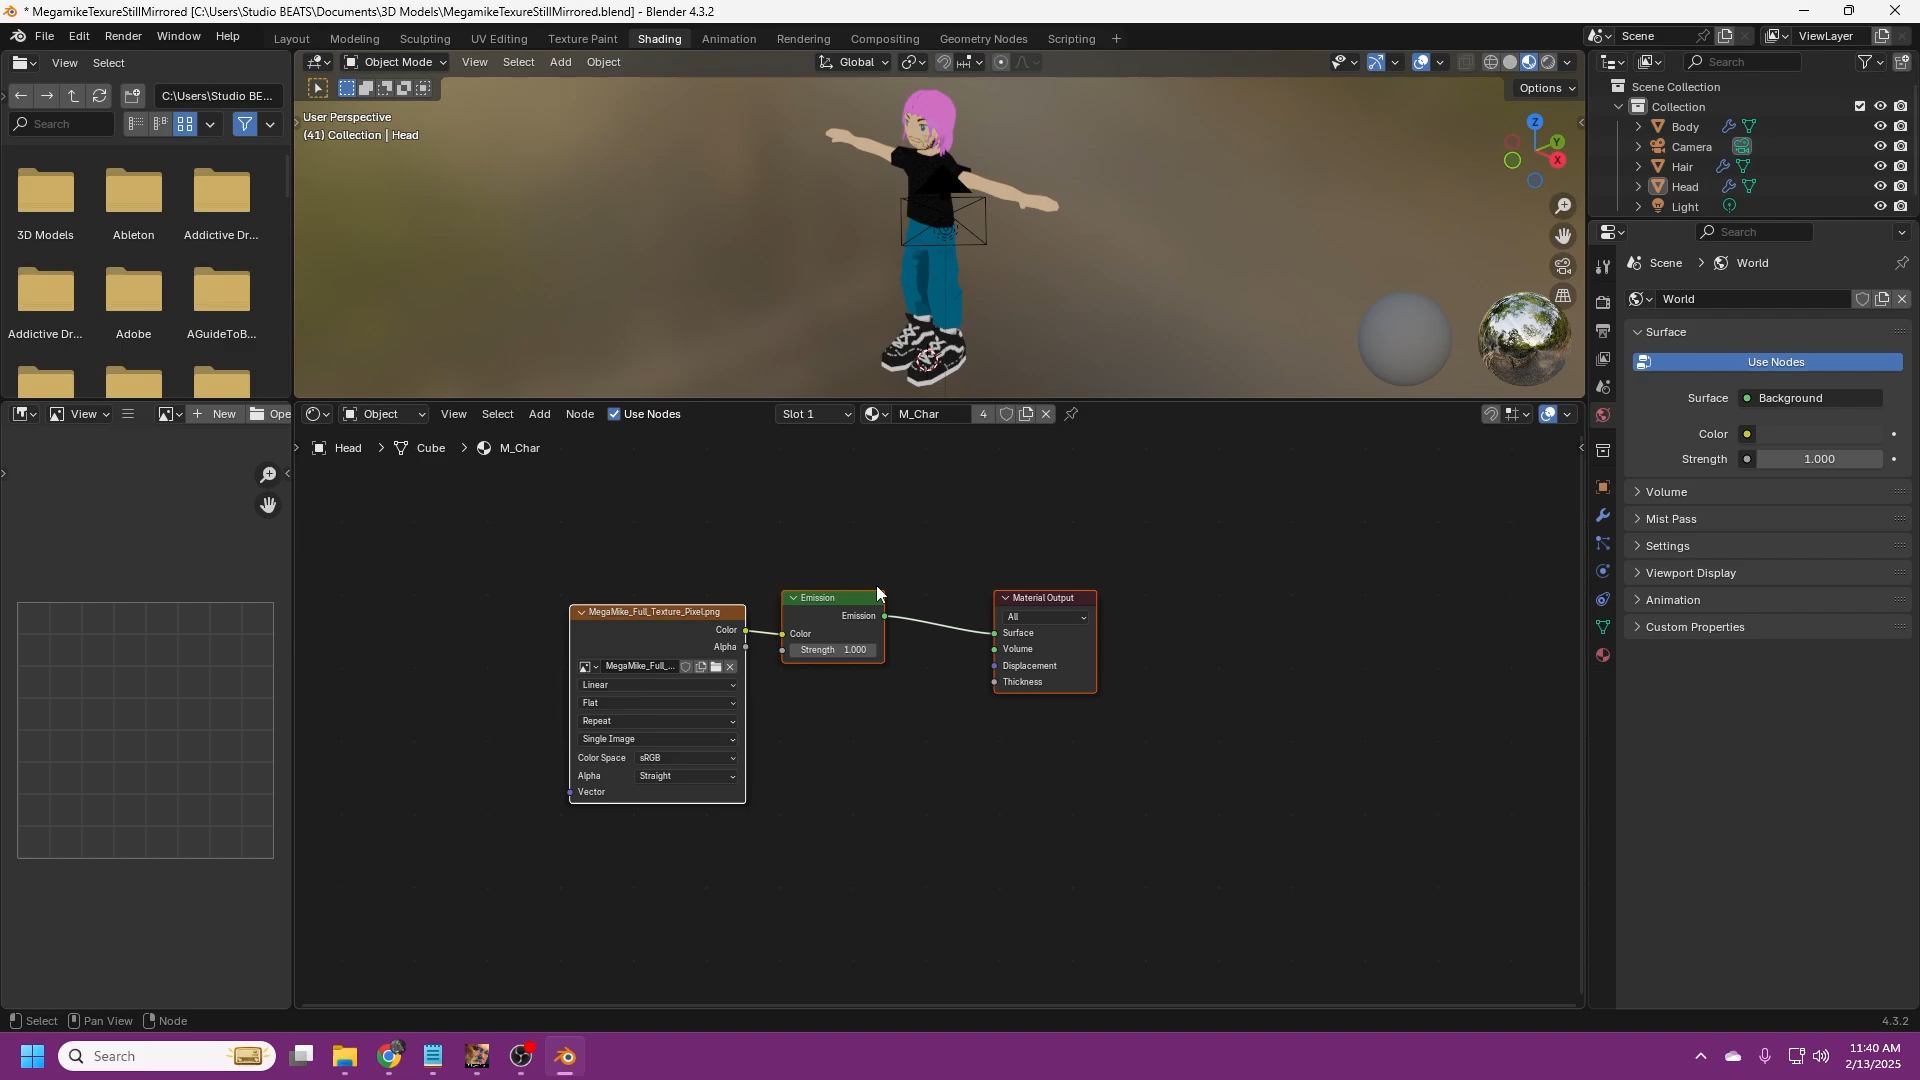 * MegamikeTexureStillMirrored [C:\Users\Studio BEATS\Documents\3D Models\MegamikeTexureStillMirrored.blend] - Blender 4.3.2
File Edit Render Window Help Layout Modeling Sculpting UV Editing Texture Paint Shading Animation Rendering Compositing Geometry Nodes Scripting + Scene ViewLayer
View Select Object Mode View Select Add Object Global Search
C:\Users\Studio BE... Options
Search
User Perspective
(41) Collection | Head
Scene Collection
Collection
Body
Camera
Hair
Head
Light
Z
Y
X
3D Models Ableton Addictive Dr...
Addictive Dr... Adobe AGuideToB...
Search
Scene > World
World
Surface
Use Nodes
Surface Background
Color
Strength 1.000
Volume
Mist Pass
Settings
Viewport Display
Animation
Custom Properties
View + New Ope
Object View Select Add Node Use Nodes Slot 1 M_Char 4
Head > Cube > M_Char
MegaMike_Full_Texture_Pixel.png
Color
Alpha
MegaMike_Full_...
Linear
Flat
Repeat
Single Image
Color Space sRGB
Alpha Straight
Vector
Emission
Emission
Color
Strength 1.000
Material Output
All
Surface
Volume
Displacement
Thickness
Select Pan View Node 4.3.2
Search
11:40 AM
2/13/2025